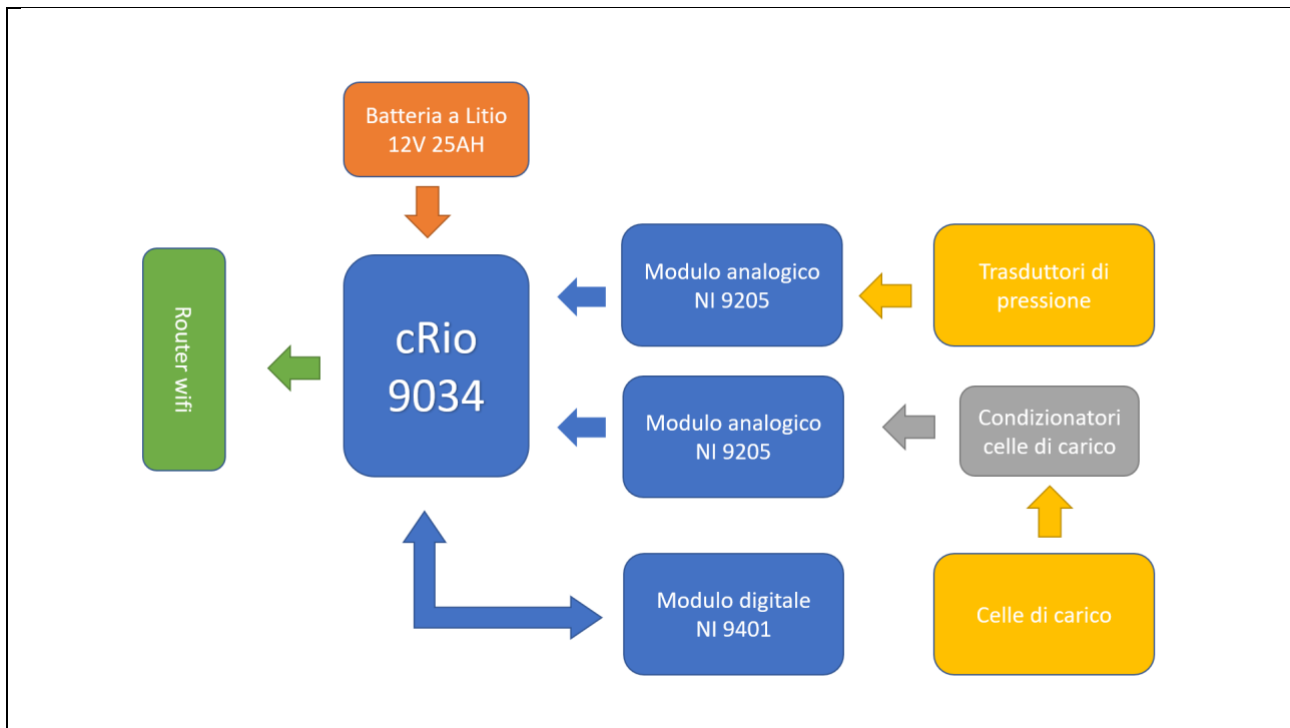 Batteria a Litio
12V 25AH
Router wifi
cRio
9034
Modulo analogico
NI 9205
Trasduttori di
pressione
Modulo analogico
NI 9205
Condizionatori
celle di carico
Modulo digitale
NI 9401
Celle di carico